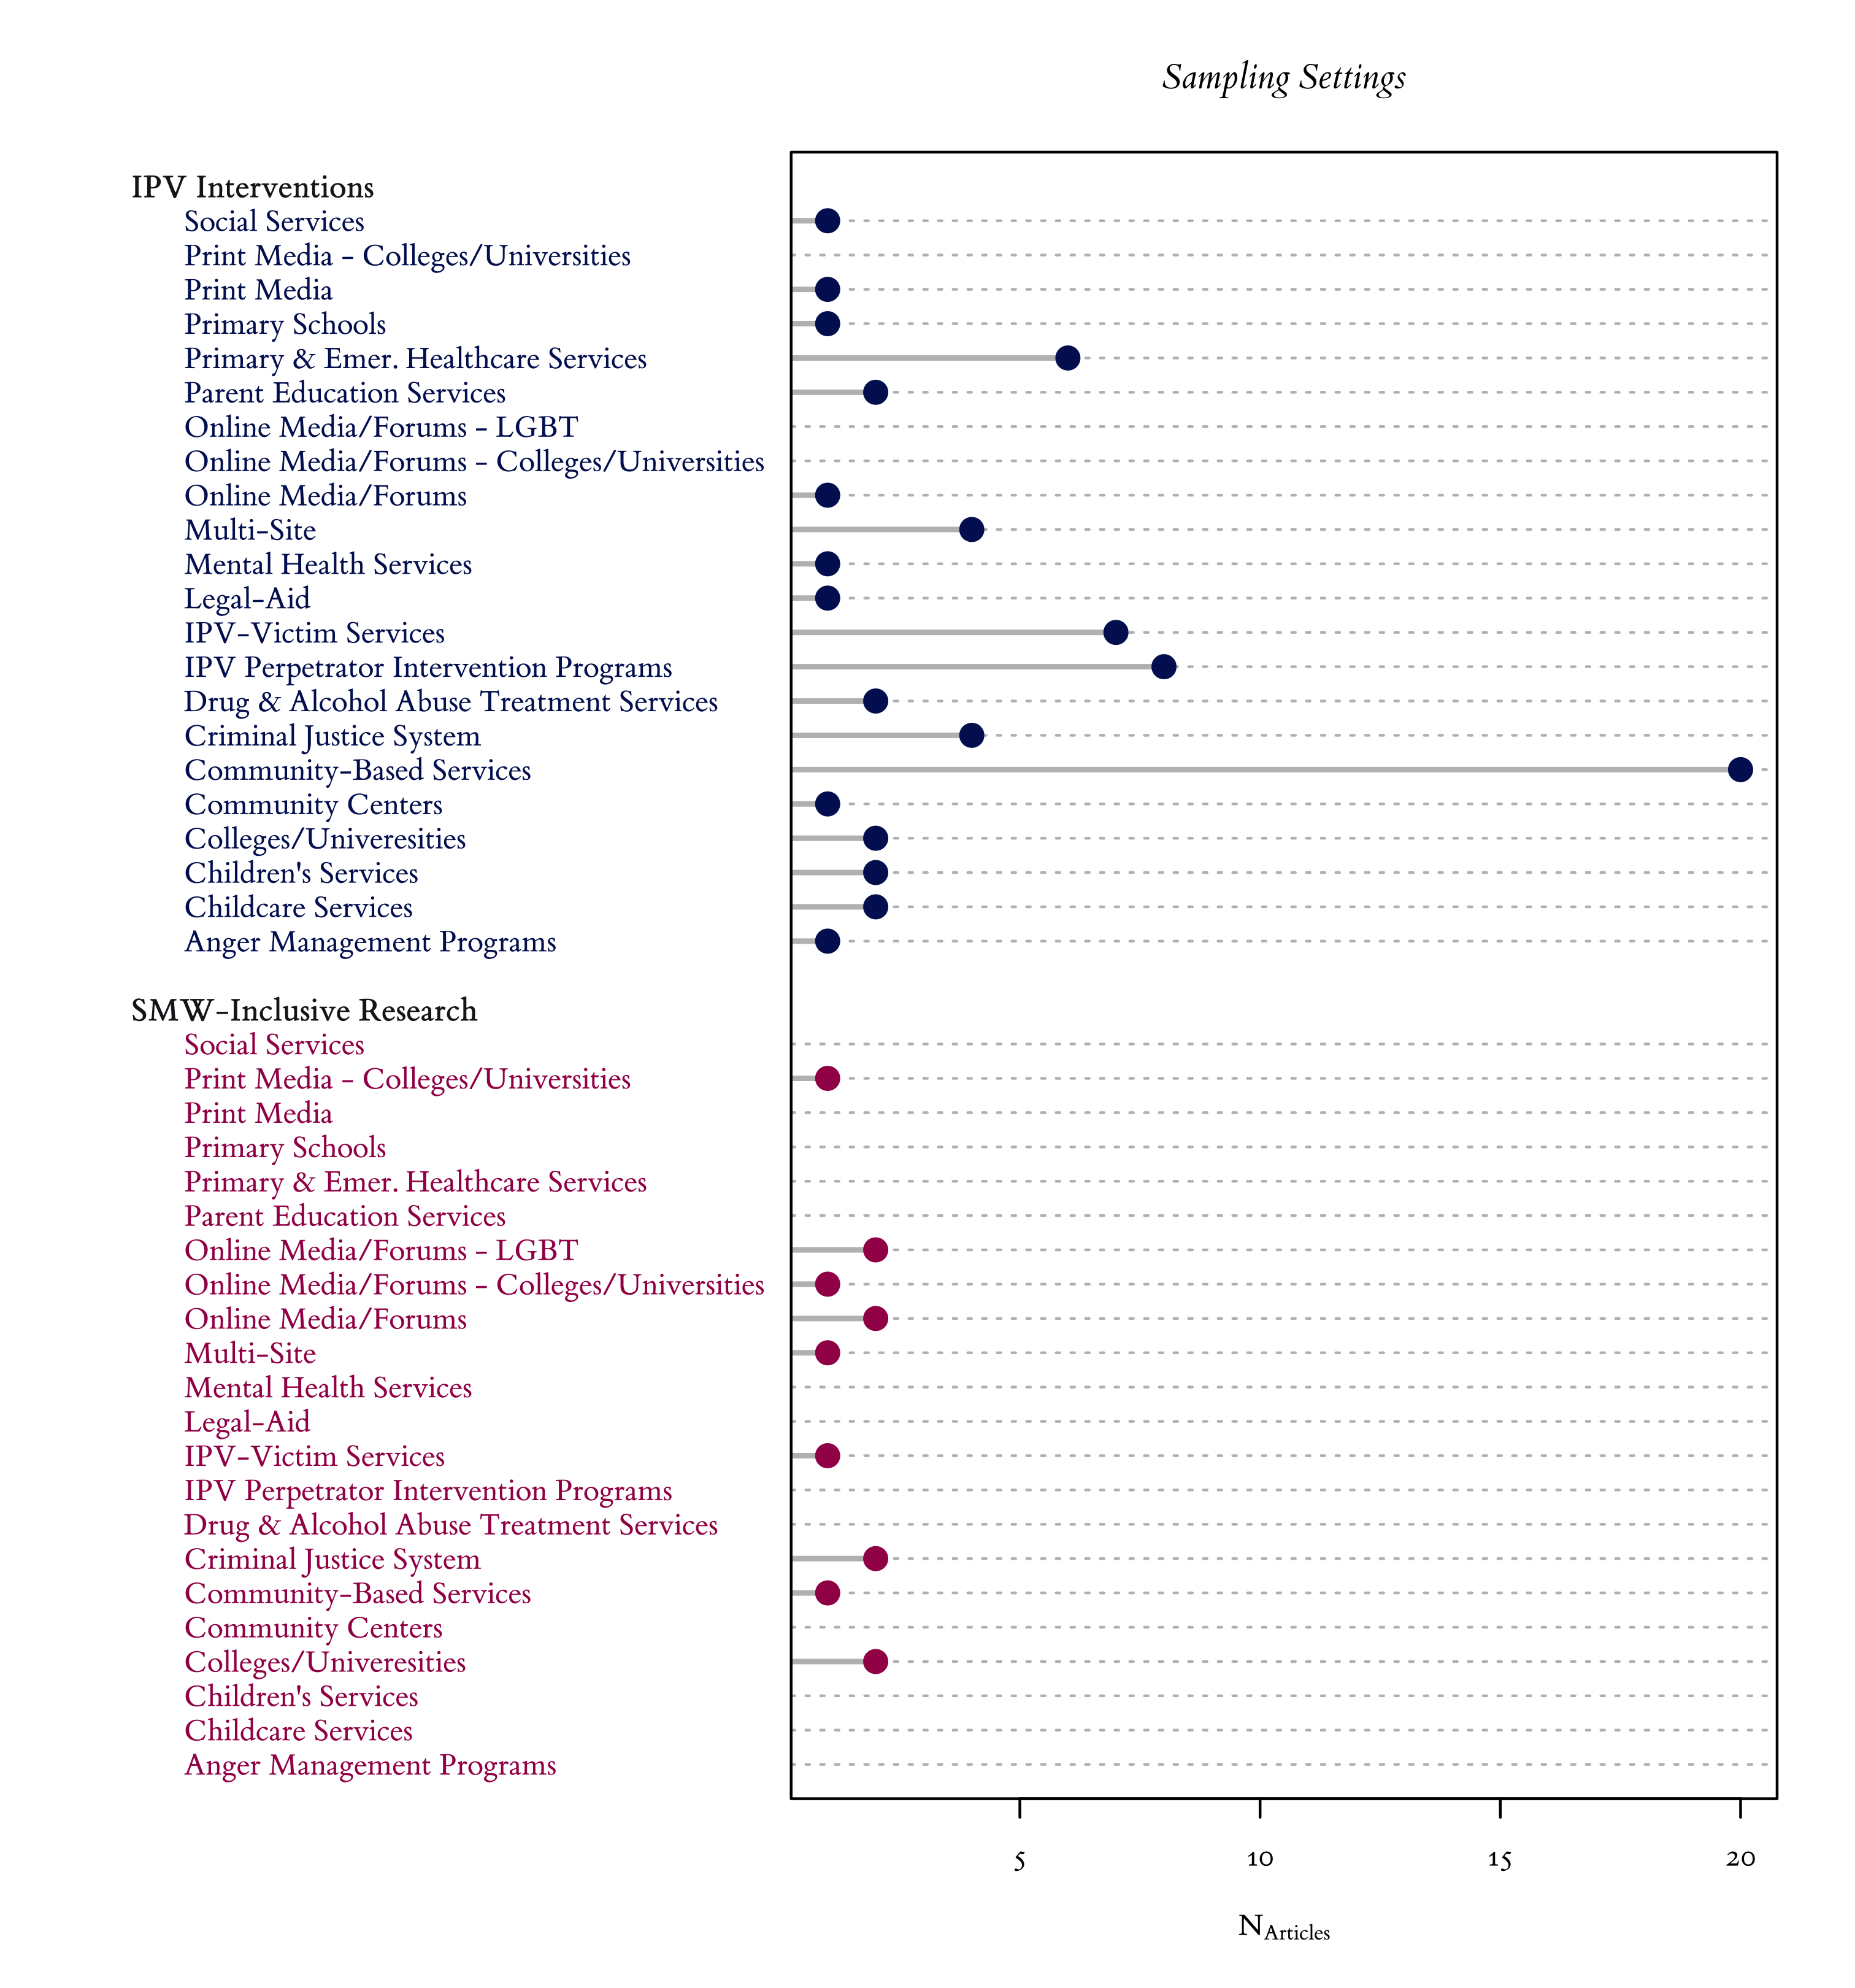 Sampling Settings
IPV Interventions
Social Services
Print Media - Colleges/Universities
Print Media
Primary Schools
Primary & Emer. Healthcare Services
Parent Education Services
Online Media/Forums - LGBT
Online Media/Forums - Colleges/Universities
Online Media/Forums
Multi-Site
Mental Health Services
Legal-Aid
IPV-Victim Services
IPV Perpetrator Intervention Programs
Drug & Alcohol Abuse Treatment Services
Criminal Justice System
Community-Based Services
Community Centers
Colleges/Univeresities
Children's Services
Childcare Services
Anger Management Programs
SMW-Inclusive Research
Social Services
Print Media - Colleges/Universities
Print Media
Primary Schools
Primary & Emer. Healthcare Services
Parent Education Services
Online Media/Forums - LGBT
Online Media/Forums - Colleges/Universities
Online Media/Forums
Multi-Site
Mental Health Services
Legal-Aid
IPV-Victim Services
IPV Perpetrator Intervention Programs
Drug & Alcohol Abuse Treatment Services
Criminal Justice System
Community-Based Services
Community Centers
Colleges/Univeresities
Children's Services
Childcare Services
Anger Management Programs
5 10 15 20
NArticles